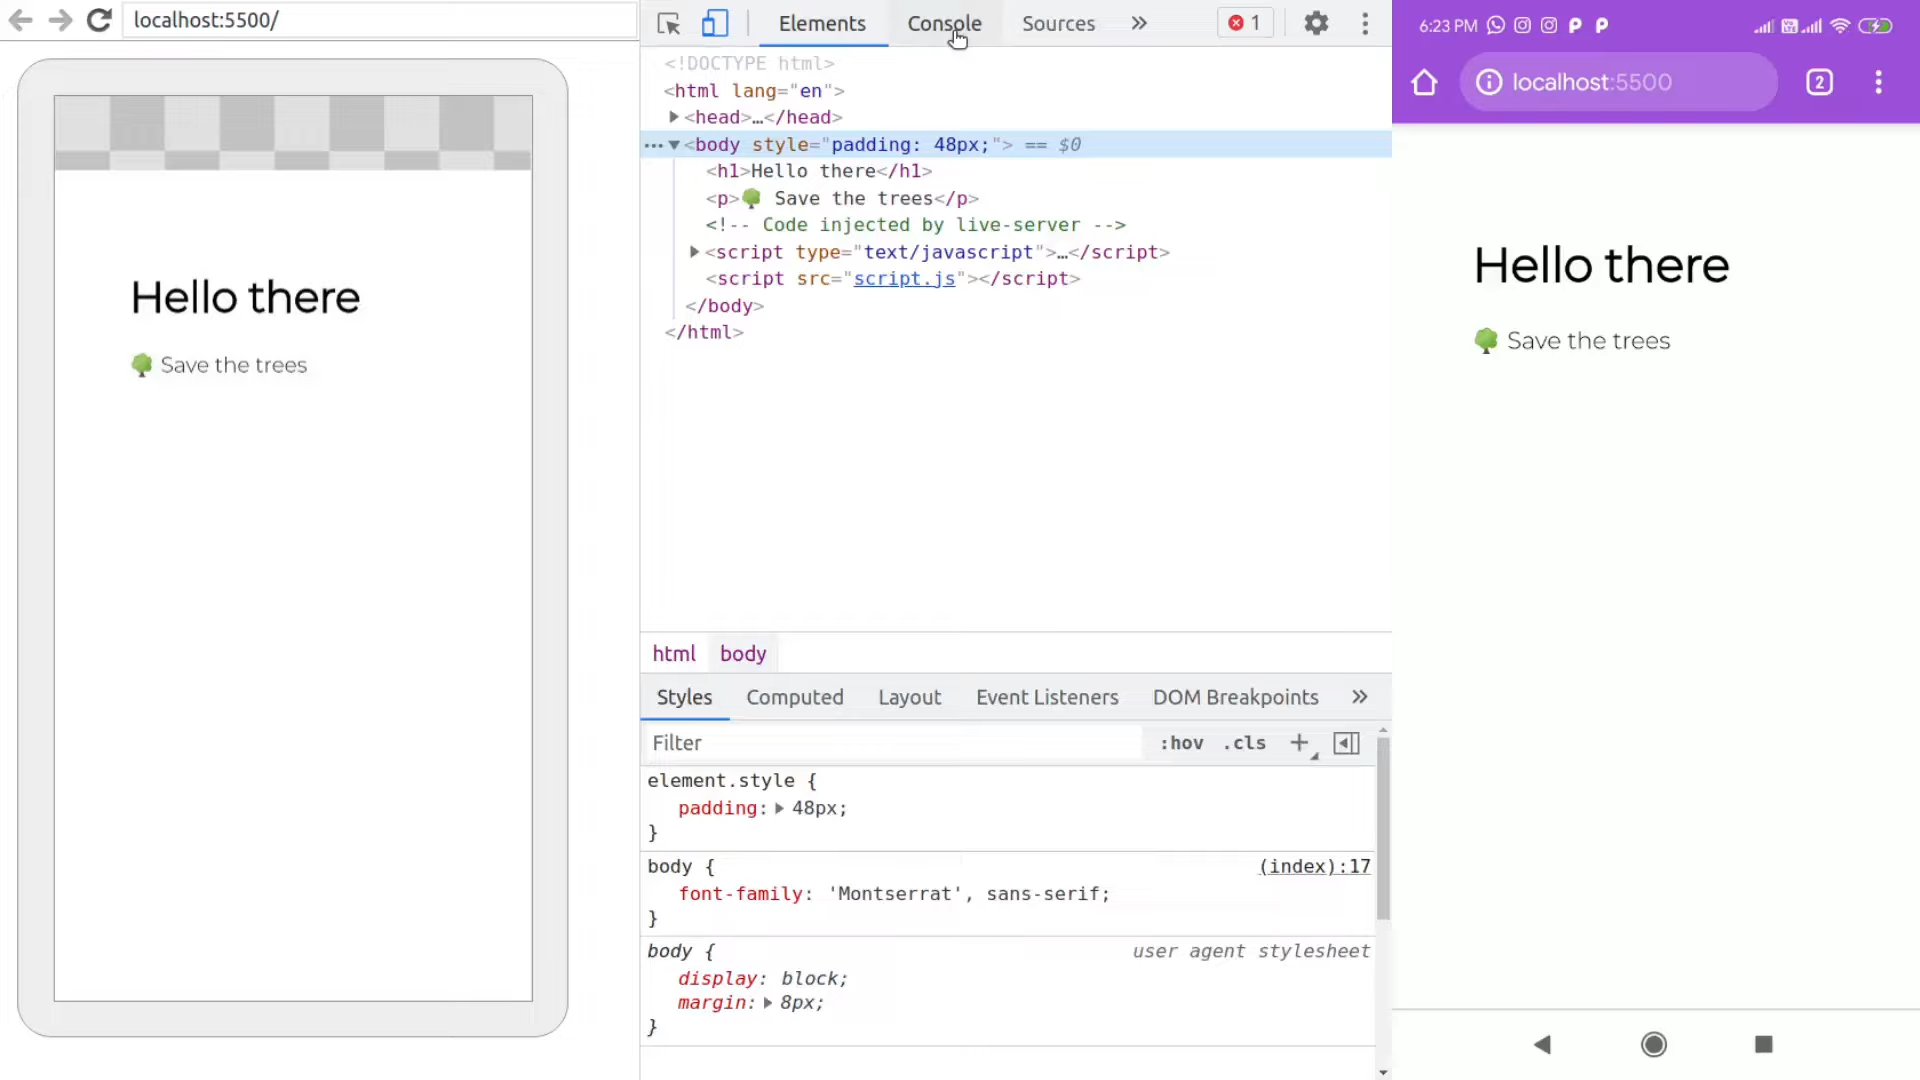 localhost:5500/
Hello there
🌳 Save the trees
Elements Console Sources » 1
<!DOCTYPE html>
<html lang="en">
<head>…</head>
<body style="padding: 48px;"> == $0
<h1>Hello there</h1>
<p>🌳 Save the trees</p>
<!-- Code injected by live-server -->
<script type="text/javascript">…</script>
<script src="script.js"></script>
</body>
</html>
html body
Styles Computed Layout Event Listeners DOM Breakpoints »
Filter :hov .cls +
element.style {
padding: 48px;
}
body { (index):17
font-family: 'Montserrat', sans-serif;
}
body { user agent stylesheet
display: block;
margin: 8px;
}
6:23 PM
localhost:5500 2
Hello there
🌳 Save the trees